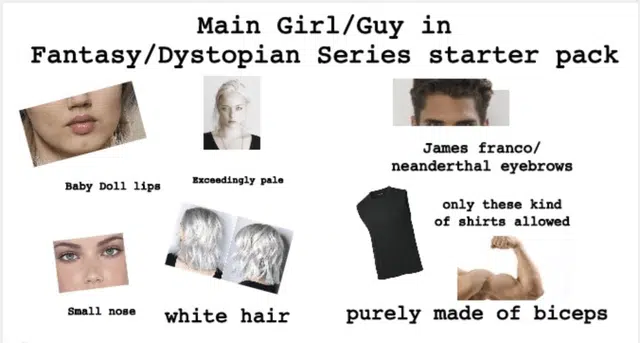 Main Girl/Guy in
Fantasy/Dystopian Series starter pack
Baby Doll lips
Exceedingly pale
James franco/
neanderthal eyebrows
only these kind
of shirts allowed
Small nose
white hair
purely made of biceps